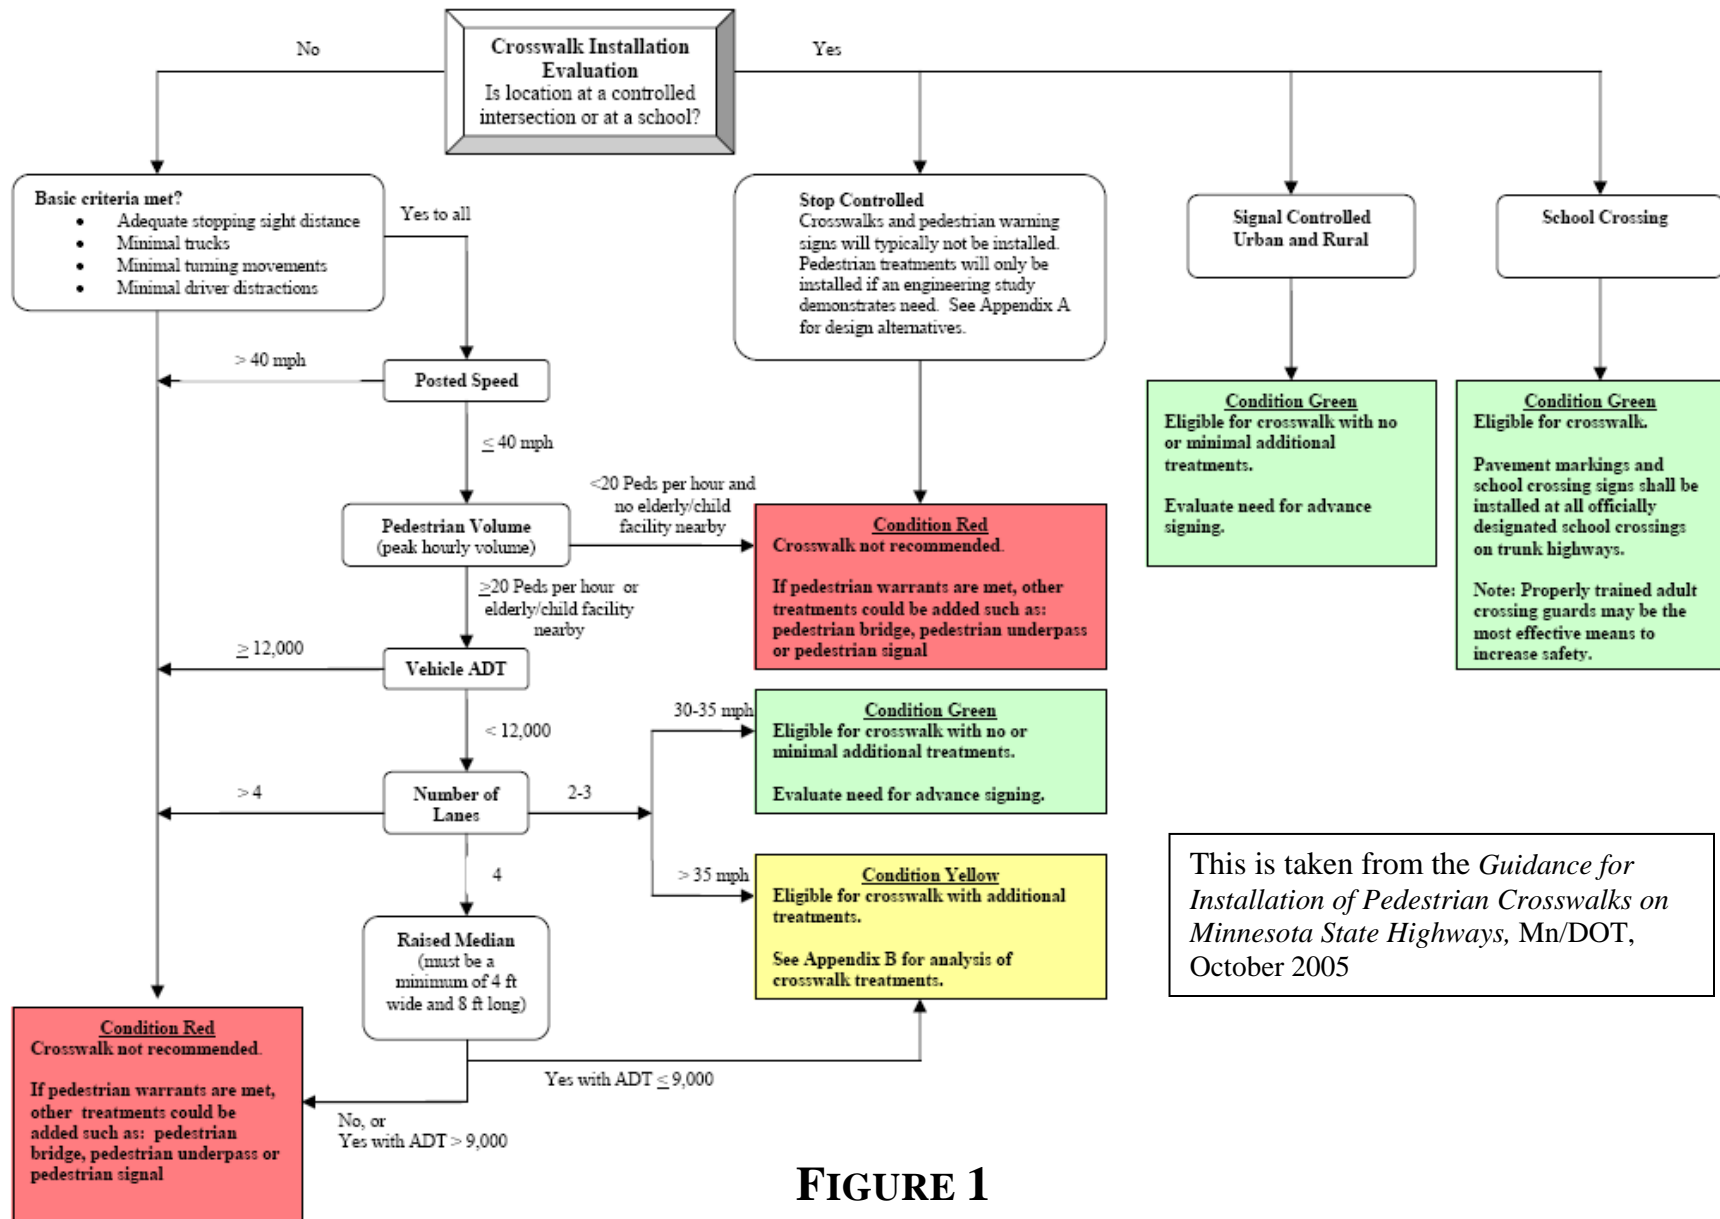 No
Crosswalk Installation
Evaluation
Is location at a controlled
intersection or at a school?
Yes
Basic criteria met?
• Adequate stopping sight distance
• Minimal trucks
• Minimal turning movements
• Minimal driver distractions
Yes to all
Stop Controlled
Crosswalks and pedestrian warning
signs will typically not be installed.
Pedestrian treatments will only be
installed if an engineering study
demonstrates need. See Appendix A
for design alternatives.
Signal Controlled
Urban and Rural
School Crossing
> 40 mph
Posted Speed
≤ 40 mph
Condition Green
Eligible for crosswalk with no
or minimal additional
treatments.
Evaluate need for advance
signing.
Condition Green
Eligible for crosswalk.
Pavement markings and
school crossing signs shall be
installed at all officially
designated school crossings
on trunk highways.
Note: Properly trained adult
crossing guards may be the
most effective means to
increase safety.
<20 Peds per hour and
no elderly/child
facility nearby
Pedestrian Volume
(peak hourly volume)
≥20 Peds per hour or
elderly/child facility
nearby
Condition Red
Crosswalk not recommended.
If pedestrian warrants are met, other
treatments could be added such as:
pedestrian bridge, pedestrian underpass
or pedestrian signal
≥ 12,000
Vehicle ADT
< 12,000
30-35 mph
Condition Green
Eligible for crosswalk with no or
minimal additional treatments.
Evaluate need for advance signing.
> 4
Number of
Lanes
2-3
4
> 35 mph
Condition Yellow
Eligible for crosswalk with additional
treatments.
See Appendix B for analysis of
crosswalk treatments.
This is taken from the Guidance for
Installation of Pedestrian Crosswalks on
Minnesota State Highways, Mn/DOT,
October 2005
Raised Median
(must be a
minimum of 4 ft
wide and 8 ft long)
Condition Red
Crosswalk not recommended.
If pedestrian warrants are met,
other treatments could be
added such as: pedestrian
bridge, pedestrian underpass or
pedestrian signal
Yes with ADT ≤ 9,000
No, or
Yes with ADT > 9,000
FIGURE 1